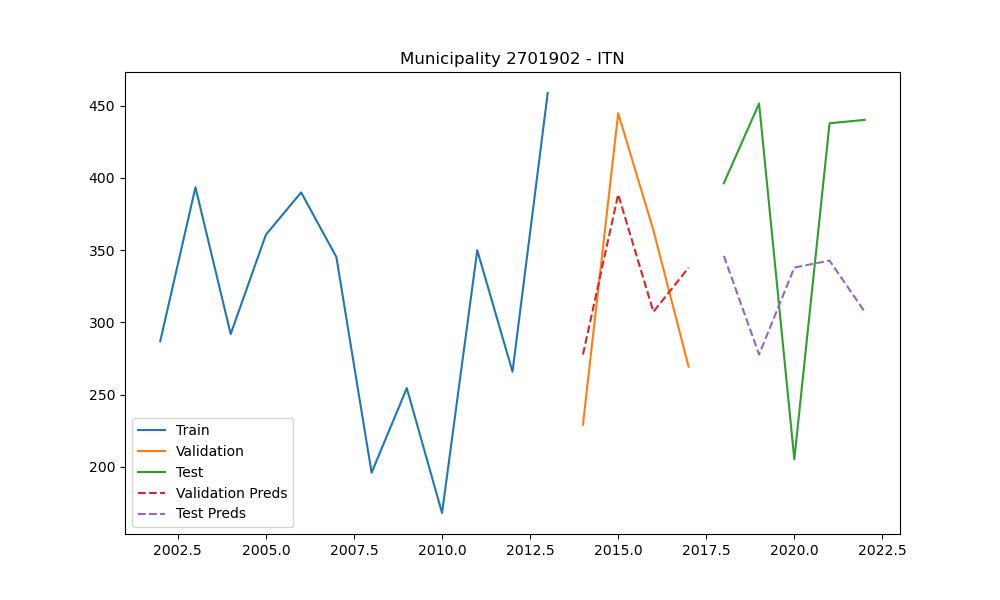 Municipality 2701902 - ITN
450
400
350
300
250
200
Train
Validation
Test
Validation Preds
Test Preds
2002.5 2005.0 2007.5 2010.0 2012.5 2015.0 2017.5 2020.0 2022.5